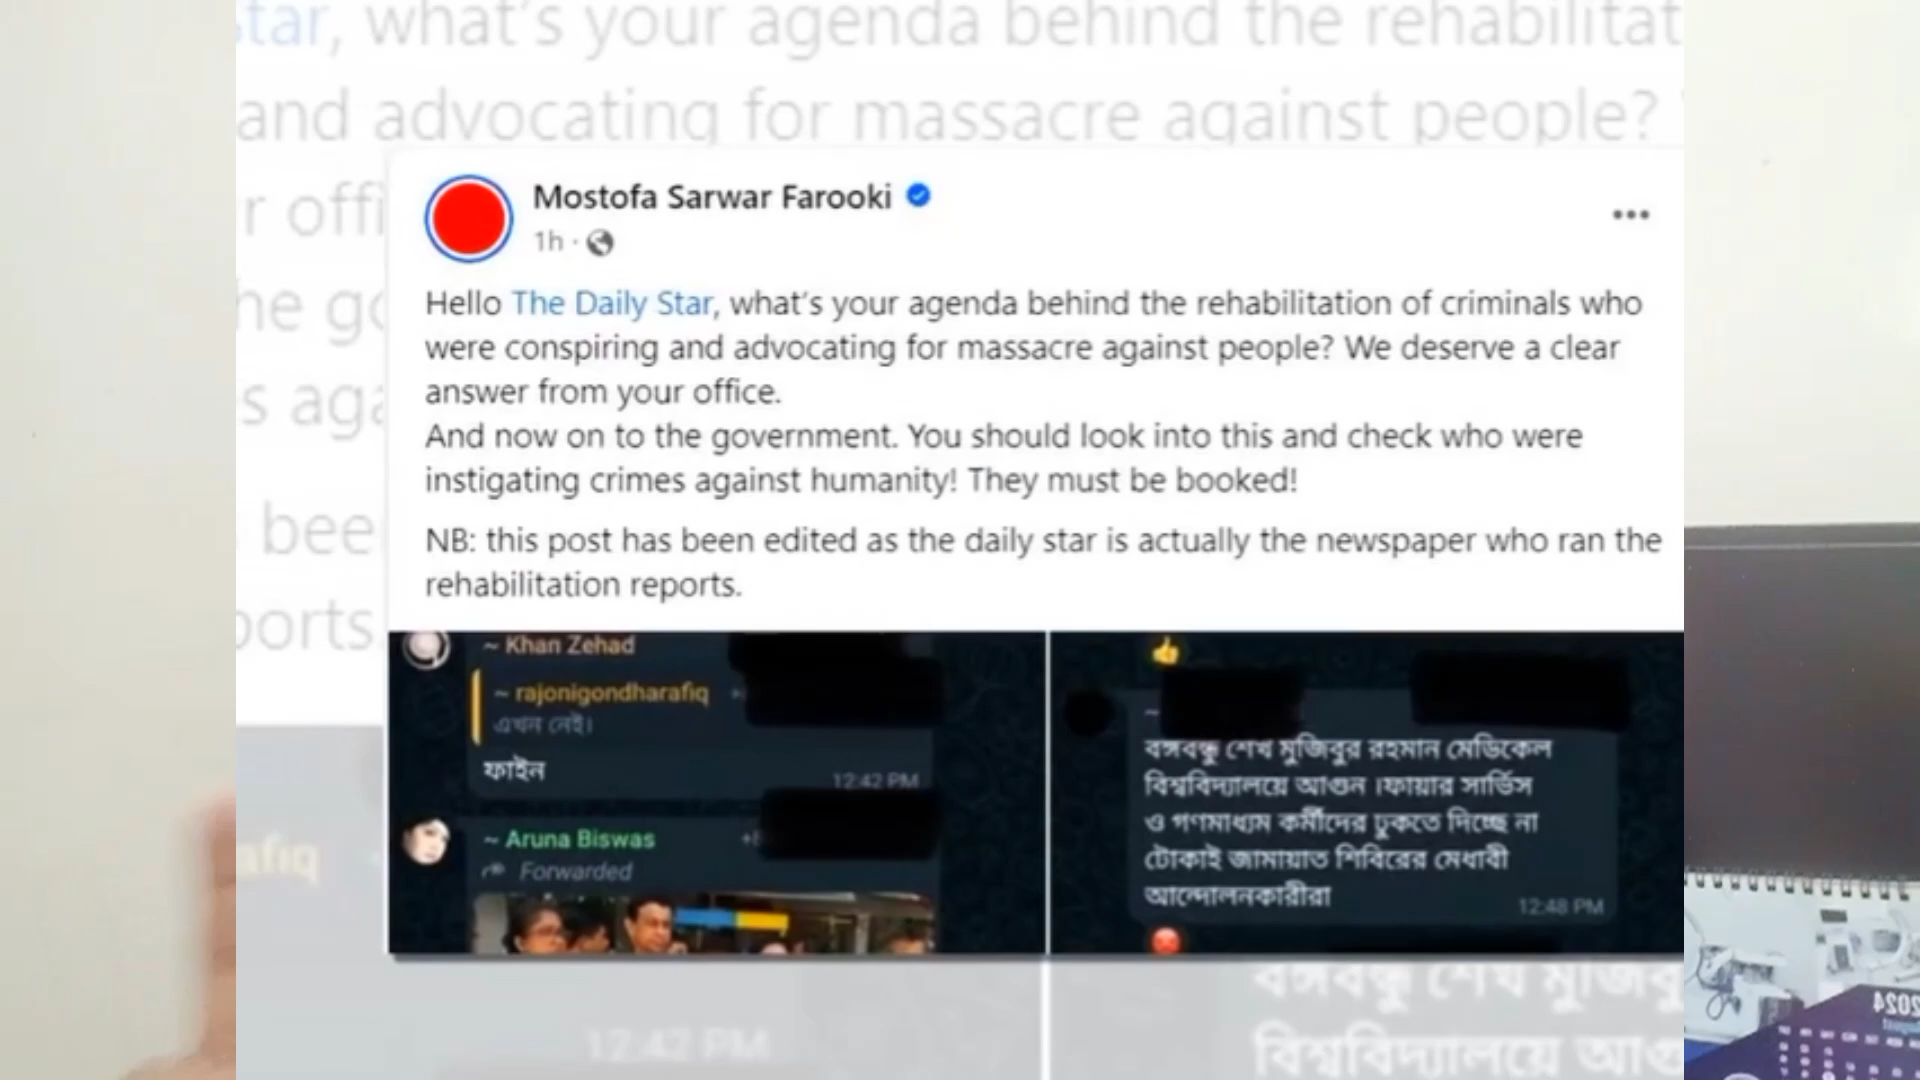 Star, what's your agenda behind the rehabilitat
and advocating for massacre against people?
r offi
he go
s aga
bee
ports
Mostofa Sarwar Farooki
1h ·
Hello The Daily Star, what's your agenda behind the rehabilitation of criminals who
were conspiring and advocating for massacre against people? We deserve a clear
answer from your office.
And now on to the government. You should look into this and check who were
instigating crimes against humanity! They must be booked!
NB: this post has been edited as the daily star is actually the newspaper who ran the
rehabilitation reports.
~ Khan Zehad
~ rajonigondharafiq
এখন নেই।
ফাইন
12:42 PM
~ Aruna Biswas
Forwarded
~
বঙ্গবন্ধু শেখ মুজিবুর রহমান মেডিকেল
বিশ্ববিদ্যালয়ে আগুন ।ফায়ার সার্ভিস
ও গণমাধ্যম কর্মীদের ঢুকতে দিচ্ছে না
টোকাই জামায়াত শিবিরের মেধাবী
আন্দোলনকারীরা
12:48 PM
afiq
12:42 PM
বঙ্গবন্ধু শেখ মুজিবু
বিশ্ববিদ্যালয়ে আগু
2024
August